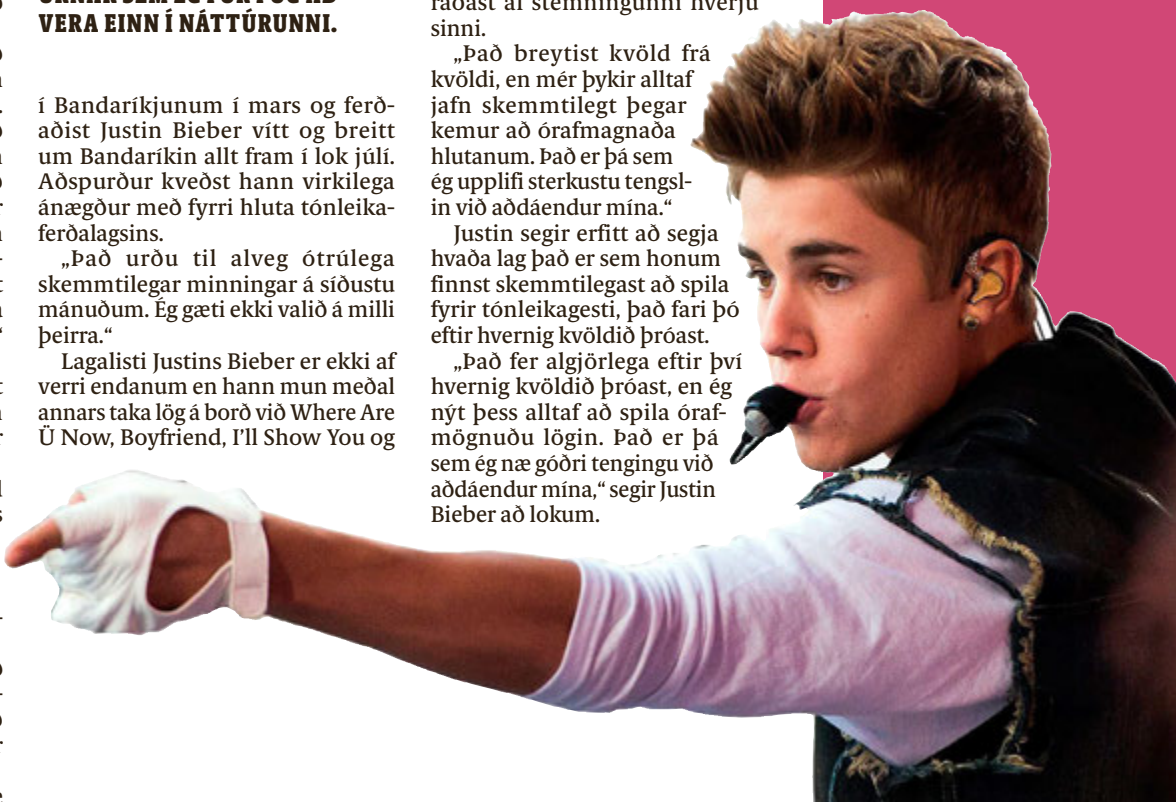 VERA EINN Í NÁTTÚRUNNI.
í Bandaríkjunum í mars og ferð-
aðist Justin Bieber vítt og breitt
um Bandaríkin allt fram í lok júlí.
Aðspurður kveðst hann virkilega
ánægður með fyrri hluta tónleika-
ferðalagsins.
„Það urðu til alveg ótrúlega
skemmtilegar minningar á síðustu
mánuðum. Ég gæti ekki valið á milli
þeirra.“
Lagalisti Justins Bieber er ekki af
verri endanum en hann mun meðal
annars taka lög á borð við Where Are
Ü Now, Boyfriend, I’ll Show You og
ráðast af stemningunni hverju
sinni.
„Það breytist kvöld frá
kvöldi, en mér þykir alltaf
jafn skemmtilegt þegar
kemur að órafmagnaða
hlutanum. Það er þá sem
ég upplifi sterkustu tengsl-
in við aðdáendur mína.“
Justin segir erfitt að segja
hvaða lag það er sem honum
finnst skemmtilegast að spila
fyrir tónleikagesti, það fari þó
eftir hvernig kvöldið þróast.
„Það fer algjörlega eftir því
hvernig kvöldið þróast, en ég
nýt þess alltaf að spila óraf-
mögnuðu lögin. Það er þá
sem ég næ góðri tengingu við
aðdáendur mína,“ segir Justin
Bieber að lokum.